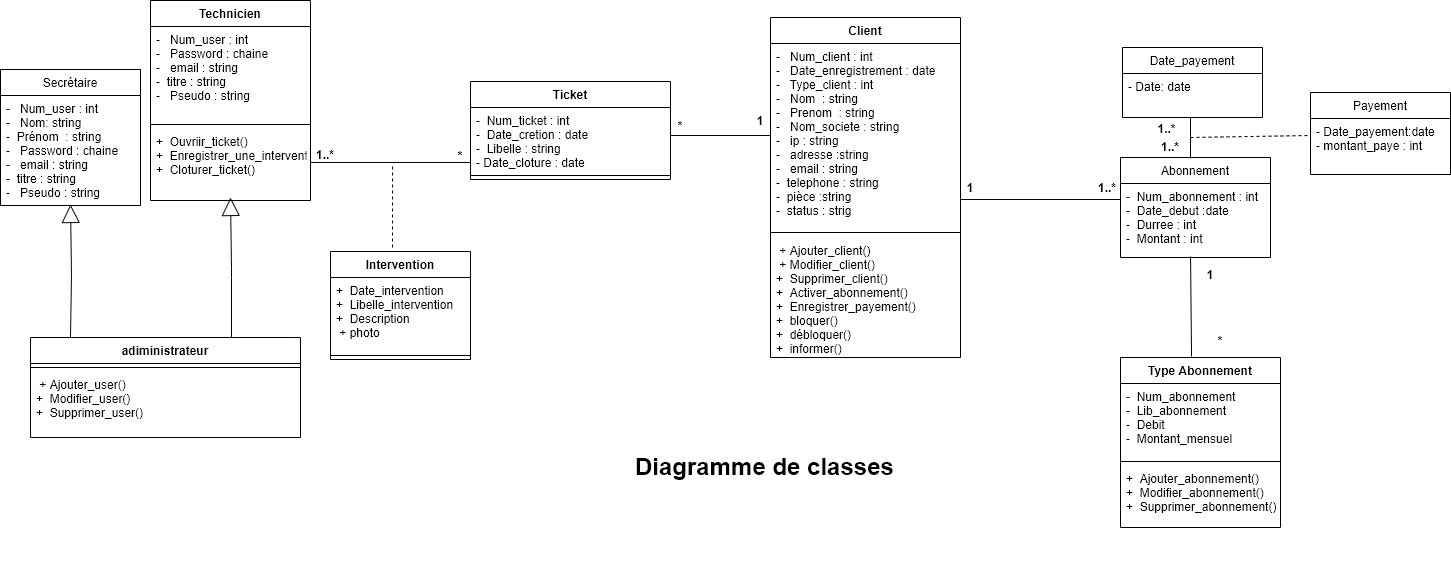 Technicien
- Num_user : int
- Password : chaine
- email : string
- titre : string
- Pseudo : string
+ Ouvriir_ticket()
+ Enregistrer_une_intervent
+ Cloturer_ticket()
Secrétaire
- Num_user : int
- Nom: string
- Prénom : string
- Password : chaine
- email : string
- titre : string
- Pseudo : string
adiministrateur
+ Ajouter_user()
+ Modifier_user()
+ Supprimer_user()
1..*
*
Intervention
+ Date_intervention
+ Libelle_intervention
+ Description
+ photo
Ticket
- Num_ticket : int
- Date_cretion : date
- Libelle : string
- Date_cloture : date
*
1
Client
- Num_client : int
- Date_enregistrement : date
- Type_client : int
- Nom : string
- Prenom : string
- Nom_societe : string
- ip : string
- adresse :string
- email : string
- telephone : string
- pièce :string
- status : strig
+ Ajouter_client()
+ Modifier_client()
+ Supprimer_client()
+ Activer_abonnement()
+ Enregistrer_payement()
+ bloquer()
+ débloquer()
+ informer()
1
1..*
Date_payement
- Date: date
1..*
1..*
Payement
- Date_payement:date
- montant_paye : int
Abonnement
- Num_abonnement : int
- Date_debut :date
- Durree : int
- Montant : int
1
*
Type Abonnement
- Num_abonnement
- Lib_abonnement
- Debit
- Montant_mensuel
+ Ajouter_abonnement()
+ Modifier_abonnement()
+ Supprimer_abonnement()
Diagramme de classes